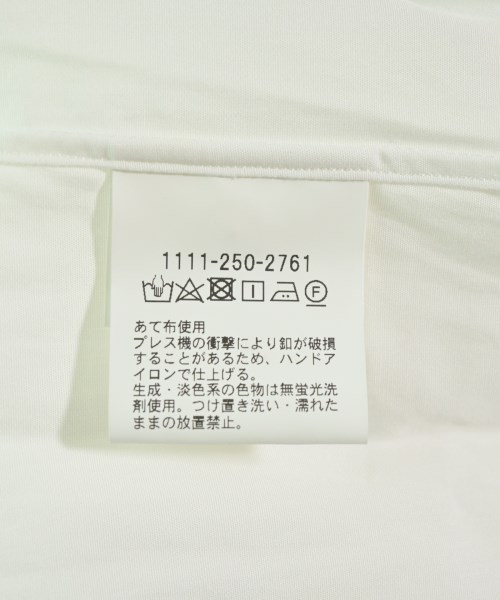 1111-250-2761
F
あて布使用
プレス機の衝撃により釦が破損
することがあるため、ハンドア
イロンで仕上げる。
生成・淡色系の色物は無蛍光洗
剤使用。つけ置き洗い・濡れた
ままの放置禁止。